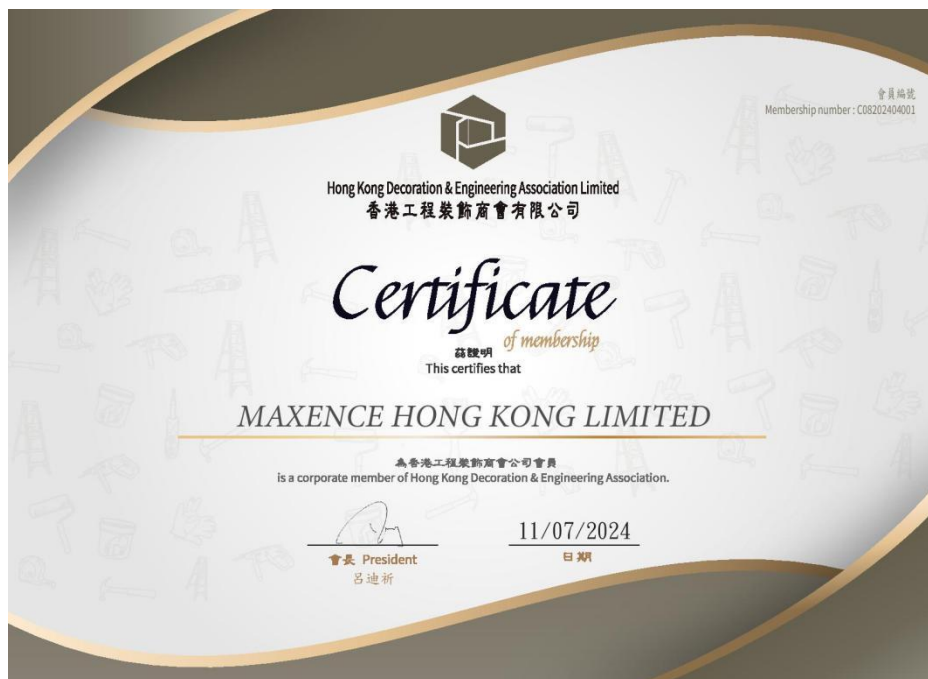 會員編號
Membership number : C08202404001
Hong Kong Decoration & Engineering Association Limited
香港工程裝飾商會有限公司
Certificate
of membership
茲證明
This certifies that
MAXENCE HONG KONG LIMITED
為香港工程裝飾商會公司會員
is a corporate member of Hong Kong Decoration & Engineering Association.
11/07/2024
會長 President
日期
呂迪祈